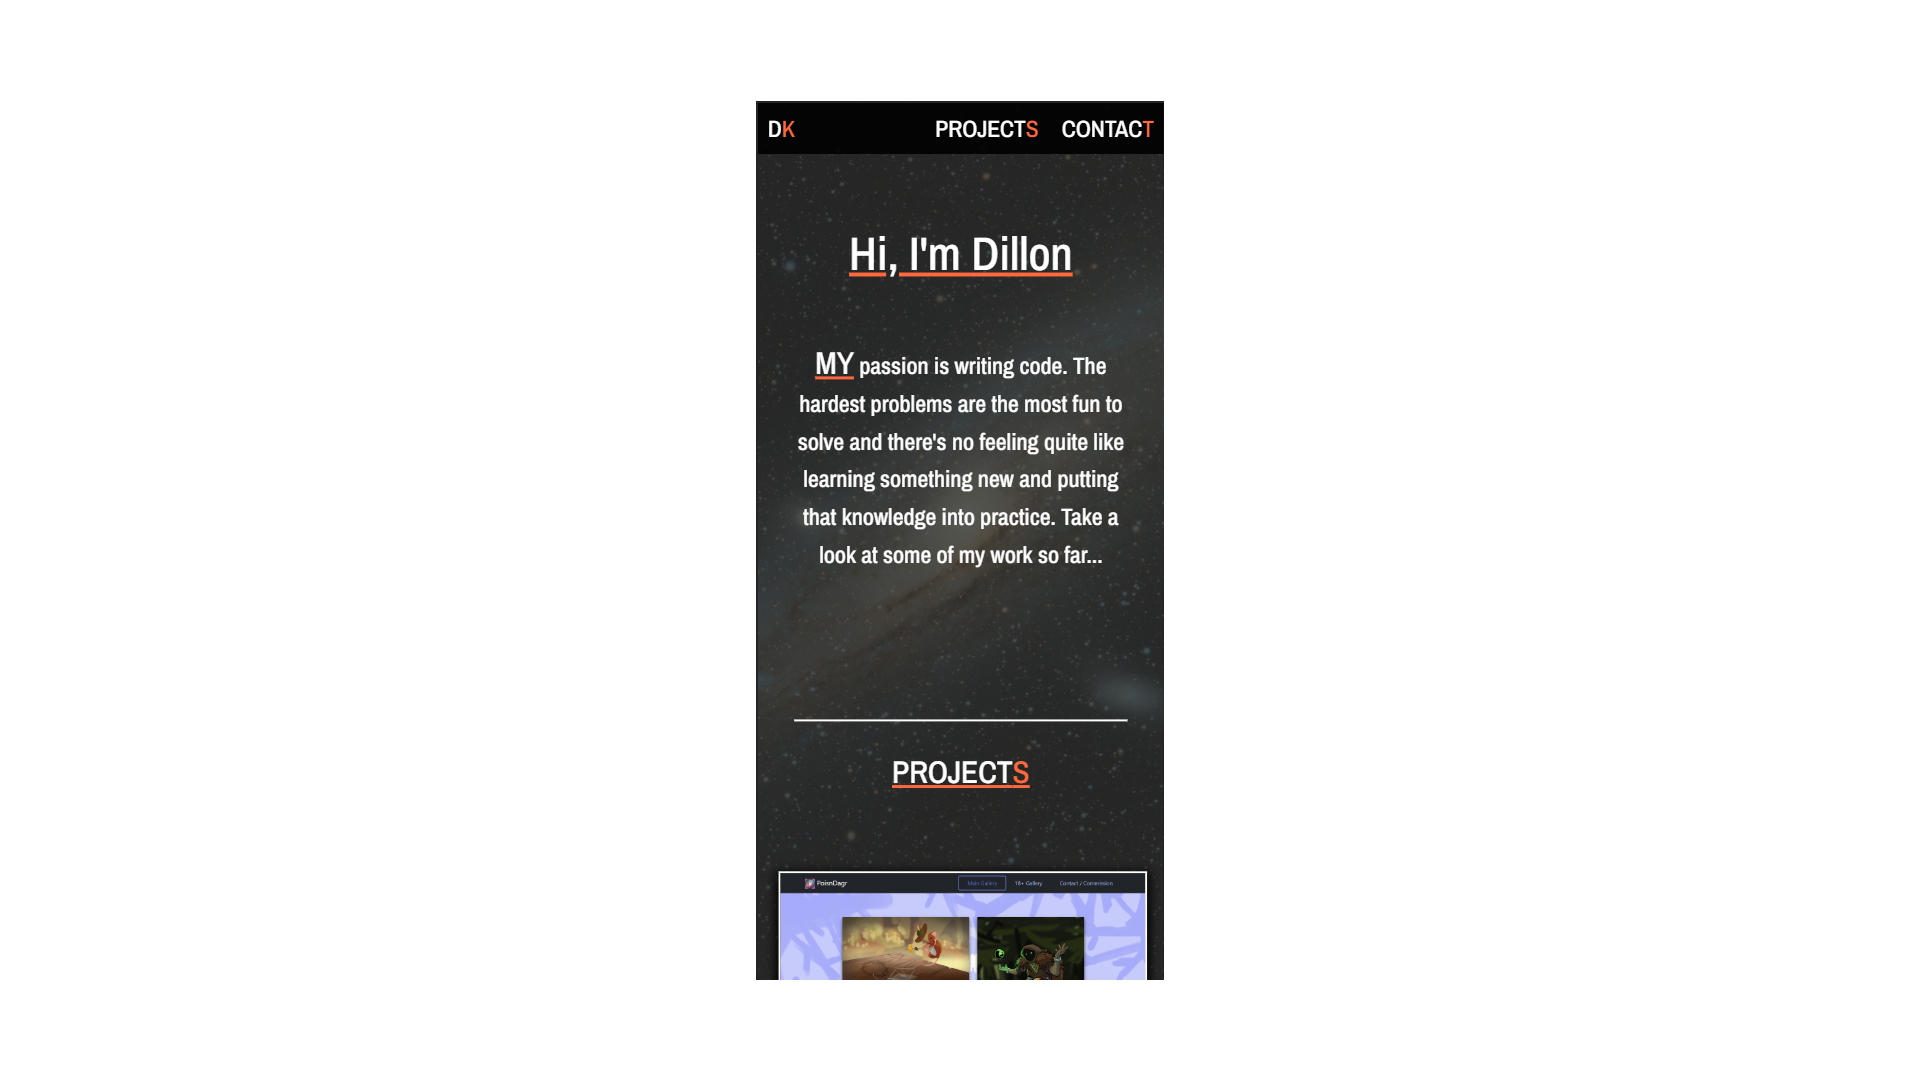 DK PROJECTS CONTACT
Hi, I'm Dillon
MY passion is writing code. The
hardest problems are the most fun to
solve and there's no feeling quite like
learning something new and putting
that knowledge into practice. Take a
look at some of my work so far...
PROJECTS
PoisnDagr Main Gallery 18+ Gallery Contact / Commission